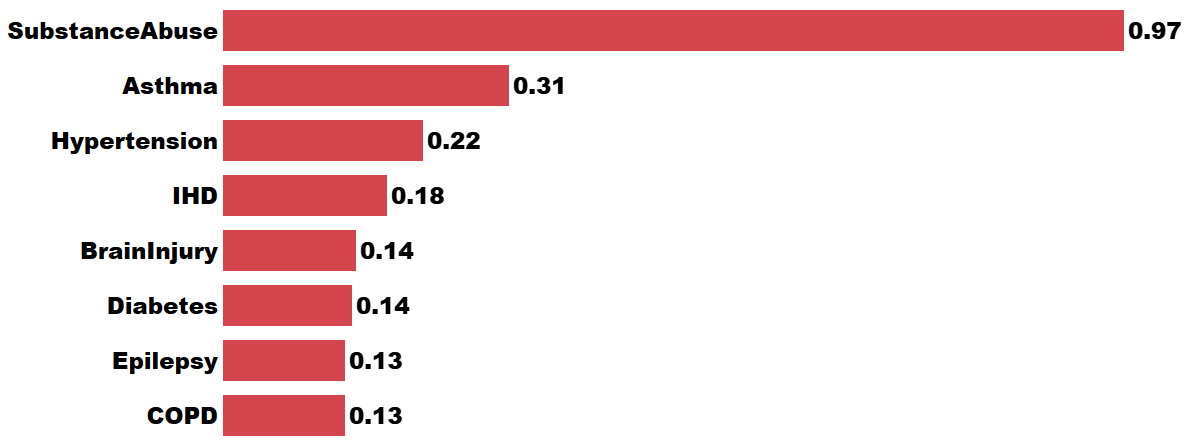 SubstanceAbuse 0.97
Asthma 0.31
Hypertension 0.22
IHD 0.18
BrainInjury 0.14
Diabetes 0.14
Epilepsy 0.13
COPD 0.13